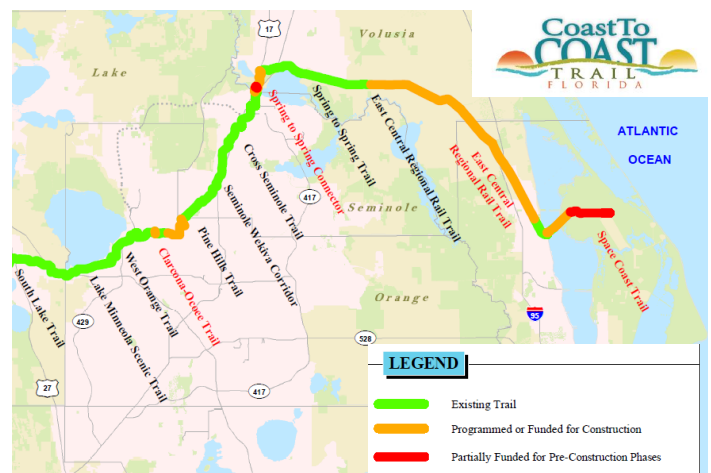 CoastTo
COAST
TRAIL
FLORIDA
17
Volusia
Lake
ATLANTIC
OCEAN
Spring to Spring Connector
Spring to Spring Trail
East Central Regional Rail Trail
East Central
Regional Rail Trail
Cross Seminole Trail
417
Seminole
Seminole Wekiva Corridor
Pine Hills Trail
Space Coast Trail
Clarcona-Ocoee Trail
West Orange Trail
Lake Minneola Scenic Trail
South Lake Trail
Orange
429
95
528
27
417
LEGEND
Existing Trail
Programmed or Funded for Construction
Partially Funded for Pre-Construction Phases